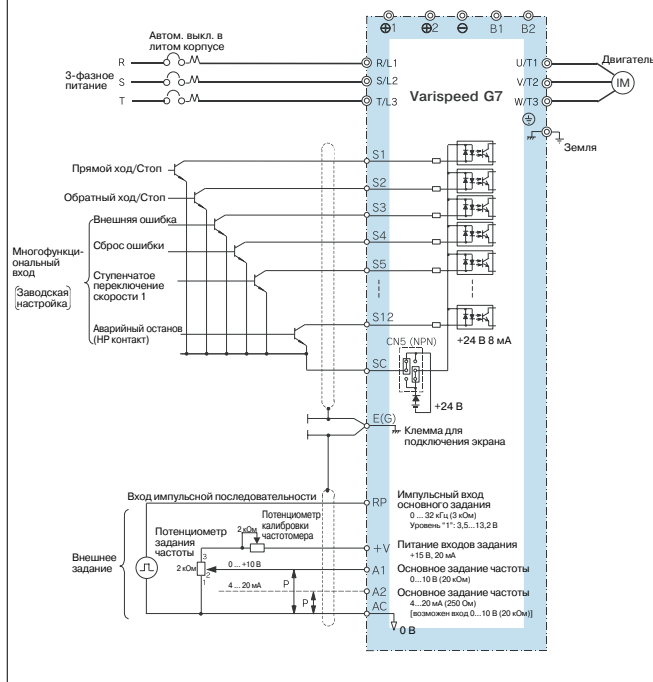 ⊕1 ⊕2 ⊖ B1 B2
Автом. выкл. в
литом корпусе
3-фазное
питание
R
S
T
R/L1
S/L2
T/L3
Varispeed G7
U/T1
V/T2
W/T3
Двигатель
IM
Земля
Прямой ход/Стоп
S1
Обратный ход/Стоп
S2
Многофункци-
ональный
вход
Заводская
настройка
Внешняя ошибка
S3
Сброс ошибки
S4
Ступенчатое
переключение
скорости 1
S5
Аварийный останов
(НР контакт)
S12
+24 В 8 мА
CN5 (NPN)
SC
+24 В
E(G)
Клемма для
подключения экрана
Вход импульсной последовательности
RP
Импульсный вход
основного задания
0 ... 32 кГц (3 кОм)
Уровень "1": 3,5...13,2 В
Внешнее
задание
Потенциометр
задания
частоты
2 кОм
Потенциометр
калибровки
частотомера
+V
Питание входов задания
+15 В, 20 мА
3
2 кОм
2
1
0 ... +10 В
A1
Основное задание частоты
0...10 В (20 кОм)
4 ... 20 мА
P
P
A2
Основное задание частоты
4...20 мА (250 Ом)
[возможен вход 0...10 В (20 кОм)]
AC
0 В